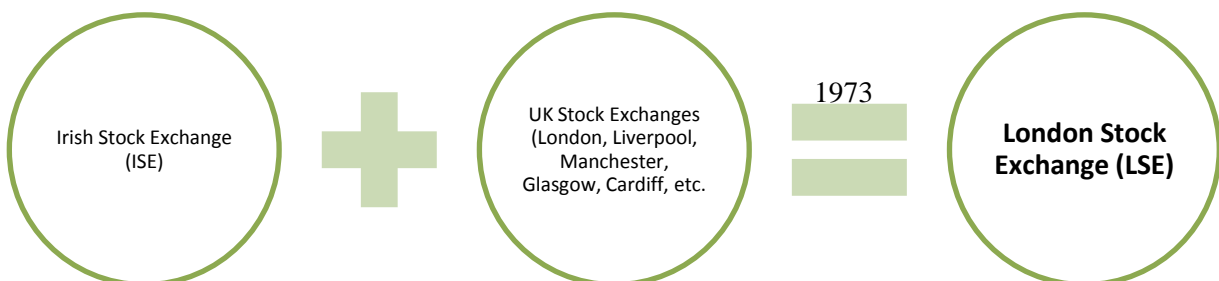 Irish Stock Exchange
(ISE)
UK Stock Exchanges
(London, Liverpool,
Manchester,
Glasgow, Cardiff, etc.
1973
London Stock
Exchange (LSE)